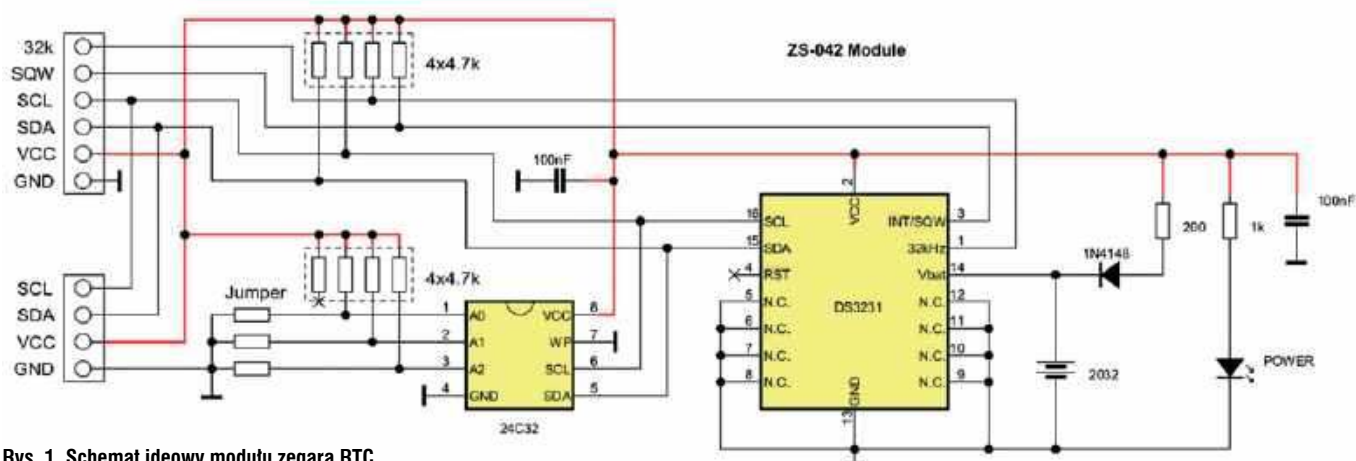 ZS-042 Module
32k
SQW
SCL
SDA
VCC
GND
4x4.7k
100nF
SCL
SDA
VCC
GND
Jumper
4x4.7k
1 A0 VCC 8
2 A1 WP 7
3 A2 SCL 6
4 GND SDA 5
24C32
2
VCC
16 SCL INT/SQW 3
15 SDA 32kHz 1
4 RST Vbat 14
5 N.C. N.C. 12
6 N.C. N.C. 11
7 N.C. N.C. 10
8 N.C. N.C. 9
DS3231
GND
13
1N4148
200
1k
100nF
2032
POWER
Rys. 1. Schemat ideowy modułu zegara RTC